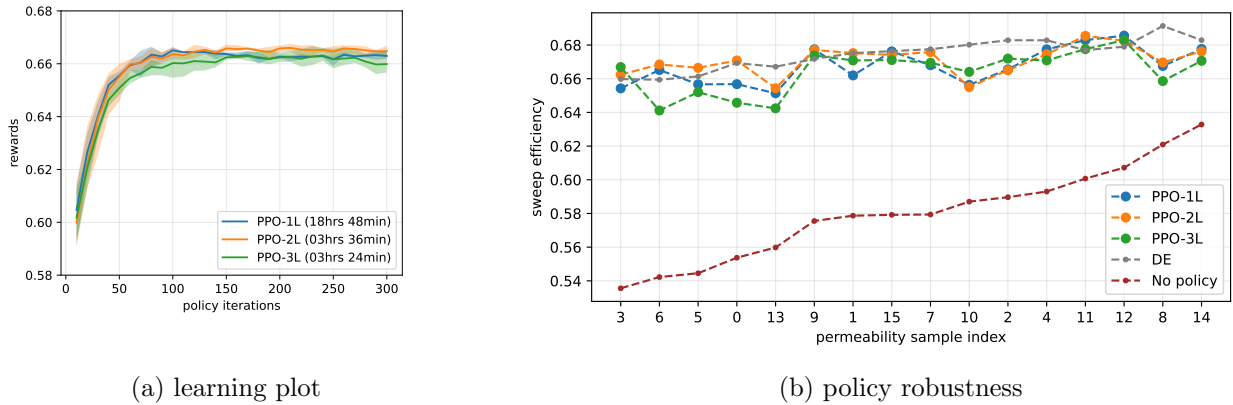 0.68
0.66
0.64
0.62
0.60
0.58
rewards
0 50 100 150 200 250 300
policy iterations
PPO-1L (18hrs 48min)
PPO-2L (03hrs 36min)
PPO-3L (03hrs 24min)
(a) learning plot
0.68
0.66
0.64
0.62
0.60
0.58
0.56
0.54
sweep efficiency
3 6 5 0 13 9 1 15 7 10 2 4 11 12 8 14
permeability sample index
PPO-1L
PPO-2L
PPO-3L
DE
No policy
(b) policy robustness